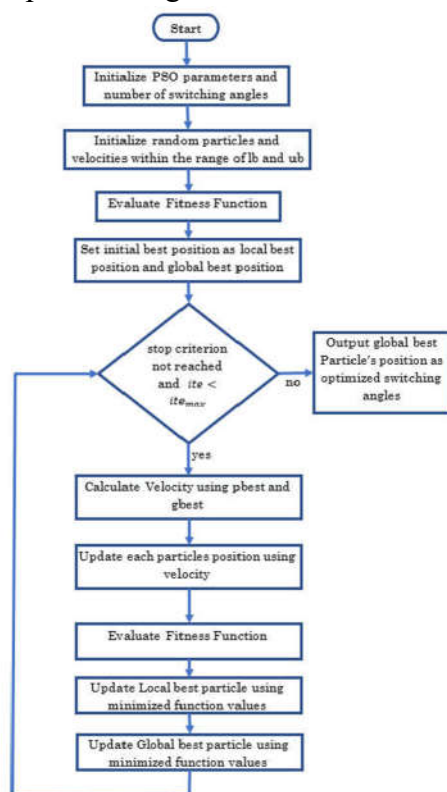 Start
Initialize PSO parameters and
number of switching angles
Initialize random particles and
velocities within the range of lb and ub
Evaluate Fitness Function
Set initial best position as local best
position and global best position
stop criterion
not reached
and ite <
ite_max
no
Output global best
Particle's position as
optimized switching
angles
yes
Calculate Velocity using pbest and
gbest
Update each particles position using
velocity
Evaluate Fitness Function
Update Local best particle using
minimized function values
Update Global best particle using
minimized function values